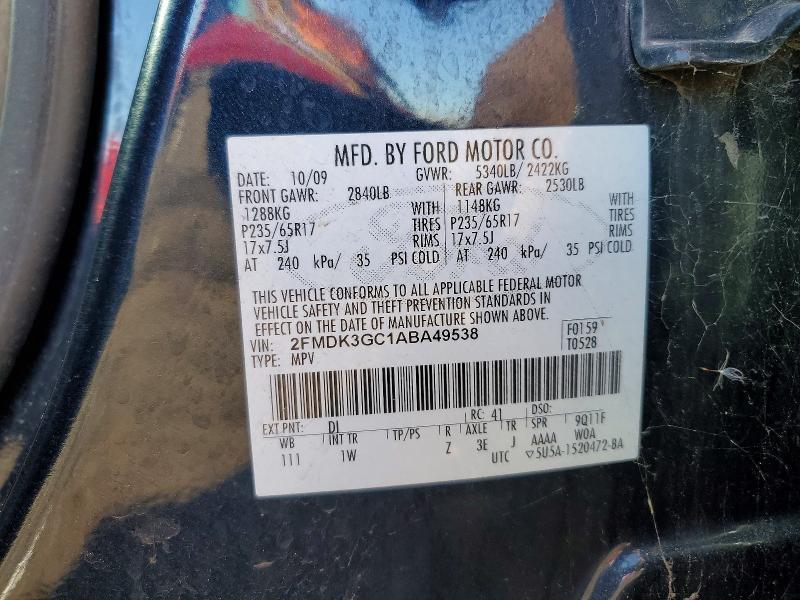 MFD. BY FORD MOTOR CO.
DATE: 10/09 GVWR: 5340LB/ 2422KG
FRONT GAWR: 2840LB REAR GAWR: 2530LB
1288KG WITH 1148KG WITH
P235/65R17 TIRES P235/65R17 TIRES
17x7.5J RIMS 17x7.5J RIMS
AT 240 kPa/ 35 PSI COLD AT 240 kPa/ 35 PSI COLD
THIS VEHICLE CONFORMS TO ALL APPLICABLE FEDERAL MOTOR
VEHICLE SAFETY AND THEFT PREVENTION STANDARDS IN
EFFECT ON THE DATE OF MANUFACTURE SHOWN ABOVE.
VIN: 2FMDK3GC1ABA49538 F0159
TYPE: MPV T0528
EXT PNT: DI RC: 41 DSO:
WB INT TR TP/PS R AXLE TR SPR 9Q11F
111 1W Z 3E J AAAA WOA
UTC ▽5U5A-1520472-BA